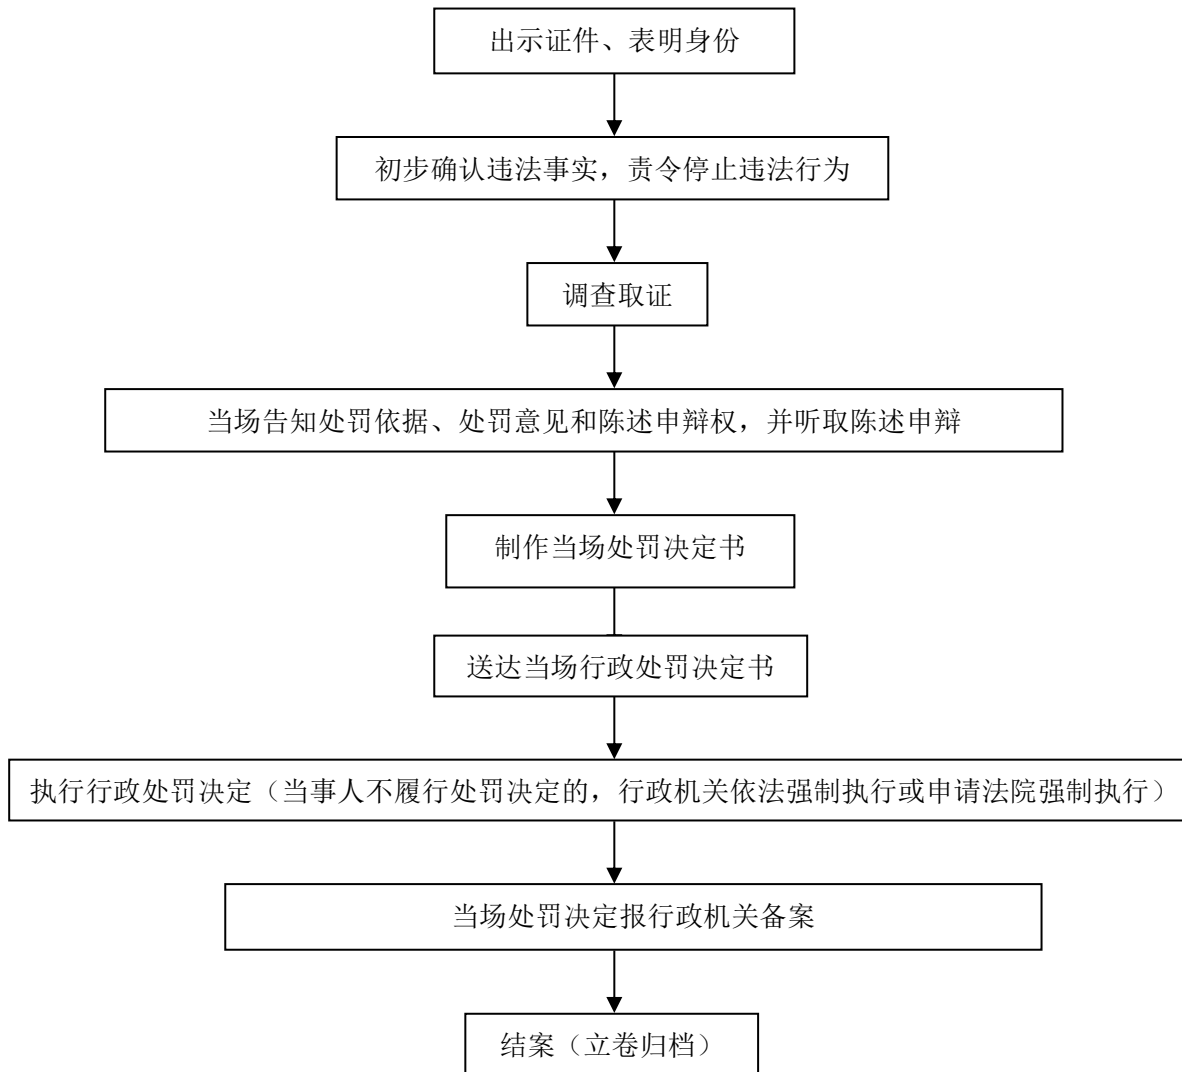 出示证件、表明身份
初步确认违法事实，责令停止违法行为
调查取证
当场告知处罚依据、处罚意见和陈述申辩权，并听取陈述申辩
制作当场处罚决定书
送达当场行政处罚决定书
执行行政处罚决定（当事人不履行处罚决定的，行政机关依法强制执行或申请法院强制执行）
当场处罚决定报行政机关备案
结案（立卷归档）